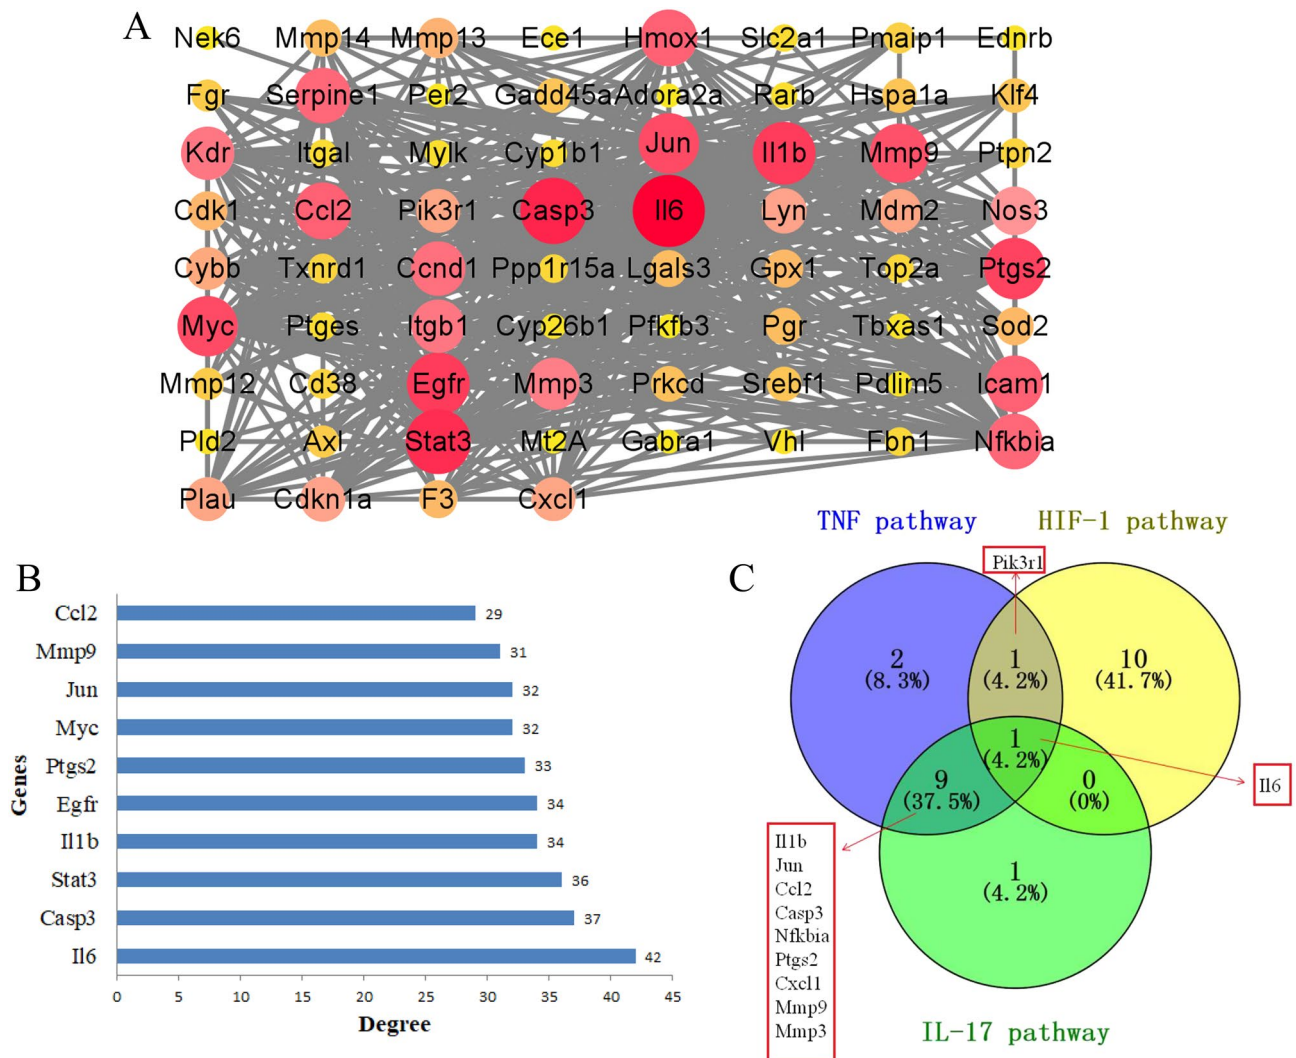 A
Nek6 Mmp14 Mmp13 Ece1 Hmox1 Slc2a1 Pmaip1 Ednrb
Fgr Serpine1 Per2 Gadd45a Adora2a Rarb Hspa1a Klf4
Kdr Itgal Mylk Cyp1b1 Jun Il1b Mmp9 Ptpn2
Cdk1 Ccl2 Pik3r1 Casp3 Il6 Lyn Mdm2 Nos3
Cybb Txnrd1 Ccnd1 Ppp1r15a Lgals3 Gpx1 Top2a Ptgs2
Myc Ptges Itgb1 Cyp26b1 Pfkfb3 Pgr Tbxas1 Sod2
Mmp12 Cd38 Egfr Mmp3 Prkcd Srebf1 Pdlim5 Icam1
Pld2 Axl Stat3 Mt2A Gabra1 Vhl Fbn1 Nfkbia
Plau Cdkn1a F3 Cxcl1
B
Genes
Ccl2 29
Mmp9 31
Jun 32
Myc 32
Ptgs2 33
Egfr 34
Il1b 34
Stat3 36
Casp3 37
Il6 42
0 5 10 15 20 25 30 35 40 45
Degree
C
TNF pathway
HIF-1 pathway
Pik3r1
2
(8.3%)
1
(4.2%)
10
(41.7%)
1
(4.2%)
9
(37.5%)
0
(0%)
Il6
1
(4.2%)
Il1b
Jun
Ccl2
Casp3
Nfkbia
Ptgs2
Cxcl1
Mmp9
Mmp3
IL-17 pathway